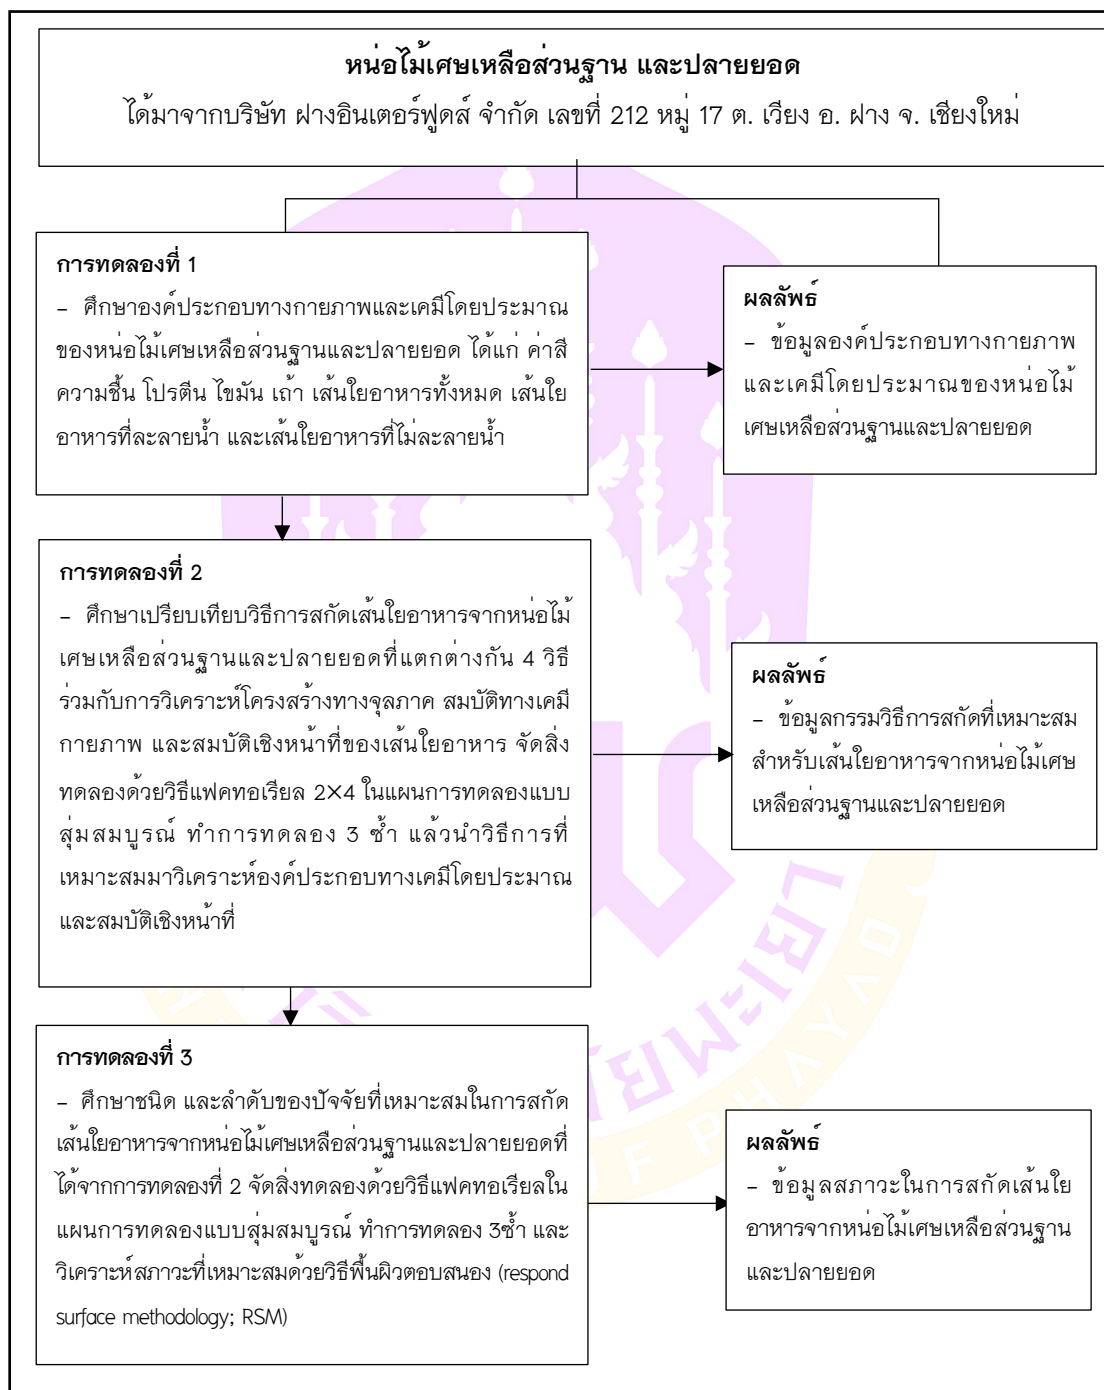 หน่อไม้เศษเหลือส่วนฐาน และปลายยอด
ได้มาจากบริษัท ฝางอินเตอร์ฟูดส์ จำกัด เลขที่ 212 หมู่ 17 ต. เวียง อ. ฝาง จ. เชียงใหม่
การทดลองที่ 1
- ศึกษาองค์ประกอบทางกายภาพและเคมีโดยประมาณ
ของหน่อไม้เศษเหลือส่วนฐานและปลายยอด ได้แก่ ค่าสี
ความชื้น โปรตีน ไขมัน เถ้า เส้นใยอาหารทั้งหมด เส้นใย
อาหารที่ละลายน้ำ และเส้นใยอาหารที่ไม่ละลายน้ำ
ผลลัพธ์
- ข้อมูลองค์ประกอบทางกายภาพ
และเคมีโดยประมาณของหน่อไม้
เศษเหลือส่วนฐานและปลายยอด
การทดลองที่ 2
- ศึกษาเปรียบเทียบวิธีการสกัดเส้นใยอาหารจากหน่อไม้
เศษเหลือส่วนฐานและปลายยอดที่แตกต่างกัน 4 วิธี
ร่วมกับการวิเคราะห์โครงสร้างทางจุลภาค สมบัติทางเคมี
กายภาพ และสมบัติเชิงหน้าที่ของเส้นใยอาหาร จัดสิ่ง
ทดลองด้วยวิธีแฟคทอเรียล 2×4 ในแผนการทดลองแบบ
สุ่มสมบูรณ์ ทำการทดลอง 3 ซ้ำ แล้วนำวิธีการที่
เหมาะสมมาวิเคราะห์องค์ประกอบทางเคมีโดยประมาณ
และสมบัติเชิงหน้าที่
ผลลัพธ์
- ข้อมูลกรรมวิธีการสกัดที่เหมาะสม
สำหรับเส้นใยอาหารจากหน่อไม้เศษ
เหลือส่วนฐานและปลายยอด
การทดลองที่ 3
- ศึกษาชนิด และลำดับของปัจจัยที่เหมาะสมในการสกัด
เส้นใยอาหารจากหน่อไม้เศษเหลือส่วนฐานและปลายยอดที่
ได้จากการทดลองที่ 2 จัดสิ่งทดลองด้วยวิธีแฟคทอเรียลใน
แผนการทดลองแบบสุ่มสมบูรณ์ ทำการทดลอง 3ซ้ำ และ
วิเคราะห์สภาวะที่เหมาะสมด้วยวิธีพื้นผิวตอบสนอง (respond
surface methodology; RSM)
ผลลัพธ์
- ข้อมูลสภาวะในการสกัดเส้นใย
อาหารจากหน่อไม้เศษเหลือส่วนฐาน
และปลายยอด